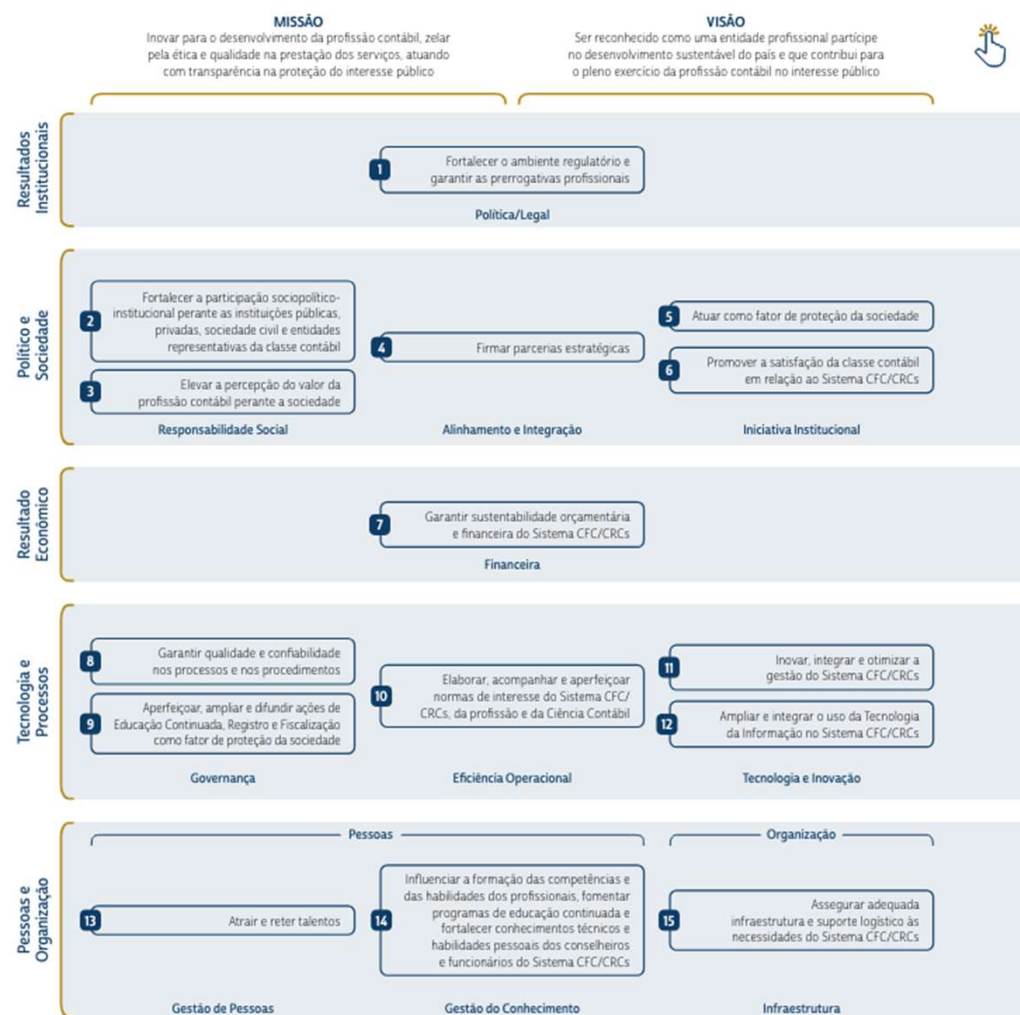 MISSÃO
Inovar para o desenvolvimento da profissão contábil, zelar
pela ética e qualidade na prestação dos serviços, atuando
com transparência na proteção do interesse público
VISÃO
Ser reconhecido como uma entidade profissional partícipe
no desenvolvimento sustentável do país e que contribui para
o pleno exercício da profissão contábil no interesse público
Resultados
Institucionais
1
Fortalecer o ambiente regulatório e
garantir as prerrogativas profissionais
Política/Legal
Político e
Sociedade
2
Fortalecer a participação sociopolítico-
institucional perante as instituições públicas,
privadas, sociedade civil e entidades
representativas da classe contábil
3
Elevar a percepção do valor da
profissão contábil perante a sociedade
Responsabilidade Social
4
Firmar parcerias estratégicas
Alinhamento e Integração
5
Atuar como fator de proteção da sociedade
6
Promover a satisfação da classe contábil
em relação ao Sistema CFC/CRCs
Iniciativa Institucional
Resultado
Econômico
7
Garantir sustentabilidade orçamentária
e financeira do Sistema CFC/CRCs
Financeira
Tecnologia e
Processos
8
Garantir qualidade e confiabilidade
nos processos e nos procedimentos
9
Aperfeiçoar, ampliar e difundir ações de
Educação Continuada, Registro e Fiscalização
como fator de proteção da sociedade
Governança
10
Elaborar, acompanhar e aperfeiçoar
normas de interesse do Sistema CFC/
CRCs, da profissão e da Ciência Contábil
Eficiência Operacional
11
Inovar, integrar e otimizar a
gestão do Sistema CFC/CRCs
12
Ampliar e integrar o uso da Tecnologia
da Informação no Sistema CFC/CRCs
Tecnologia e Inovação
Pessoas e
Organização
Pessoas
13
Atrair e reter talentos
Gestão de Pessoas
14
Influenciar a formação das competências e
das habilidades dos profissionais, fomentar
programas de educação continuada e
fortalecer conhecimentos técnicos e
habilidades pessoais dos conselheiros
e funcionários do Sistema CFC/CRCs
Gestão do Conhecimento
Organização
15
Assegurar adequada
infraestrutura e suporte logístico às
necessidades do Sistema CFC/CRCs
Infraestrutura